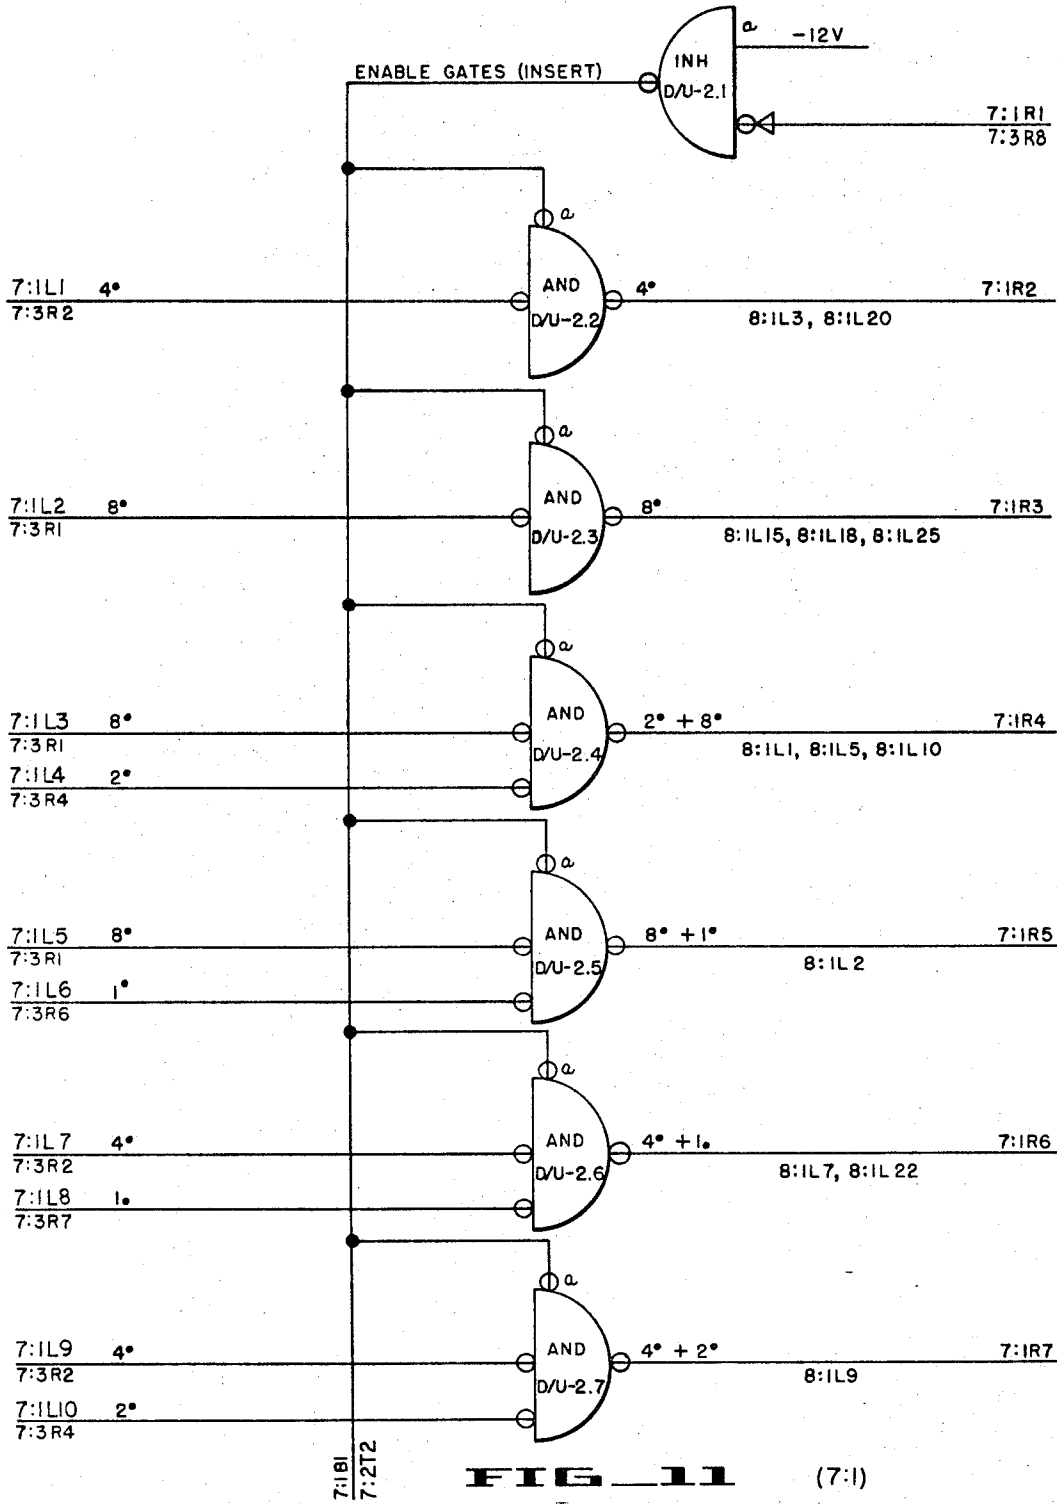 a
-12V
INH
D/U-2.1
ENABLE GATES (INSERT)
7:1R1
7:3R8
a
7:1L1 4•
7:3R2
AND
D/U-2.2
4•
7:1R2
8:1L3, 8:1L20
a
7:1L2 8•
7:3R1
AND
D/U-2.3
8•
7:1R3
8:1L15, 8:1L18, 8:1L25
a
7:1L3 8•
7:3R1
7:1L4 2•
7:3R4
AND
D/U-2.4
2• + 8•
7:1R4
8:1L1, 8:1L5, 8:1L10
a
7:1L5 8•
7:3R1
7:1L6 1•
7:3R6
AND
D/U-2.5
8• + 1•
7:1R5
8:1L2
a
7:1L7 4•
7:3R2
7:1L8 1.
7:3R7
AND
D/U-2.6
4• +1.
7:1R6
8:1L7, 8:1L22
a
7:1L9 4•
7:3R2
7:1L10 2•
7:3R4
AND
D/U-2.7
4• + 2•
7:1R7
8:1L9
7:1B1
7:2T2
FIG_11 (7:1)